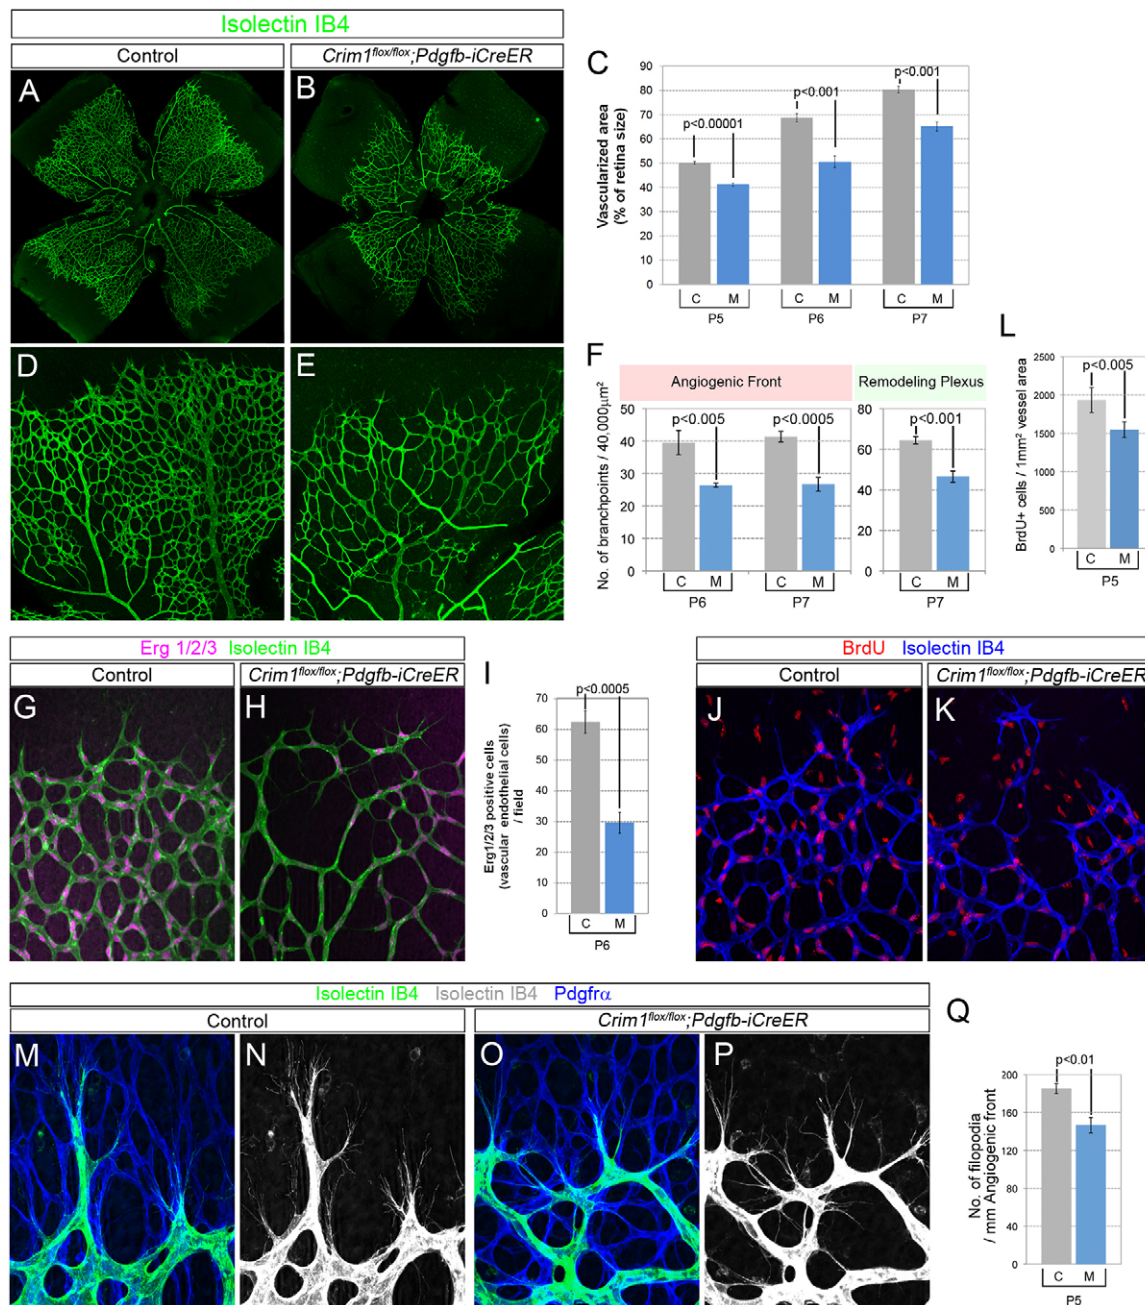 Isolectin IB4
Control
Crim1flox/flox;Pdgfb-iCreER
A
B
C
Vascularized area
(% of retina size)
90
80
70
60
50
40
30
20
10
0
p<0.00001
p<0.001
p<0.001
C M C M C M
P5 P6 P7
D
E
F
Angiogenic Front
Remodeling Plexus
No. of branchpoints / 40,000µm²
50
40
30
20
10
0
p<0.005
p<0.0005
C M C M
P6 P7
80
60
40
20
0
p<0.001
C M
P7
L
BrdU+ cells / 1mm² vessel area
2500
2000
1500
1000
500
0
p<0.005
C M
P5
Erg 1/2/3 Isolectin IB4
Control
Crim1flox/flox;Pdgfb-iCreER
G
H
I
Erg1/2/3 positive cells
(vascular endothelial cells)
/ field
70
60
50
40
30
20
10
0
p<0.0005
C M
P6
BrdU Isolectin IB4
Control
Crim1flox/flox;Pdgfb-iCreER
J
K
Isolectin IB4 Isolectin IB4 Pdgfrα
Control
Crim1flox/flox;Pdgfb-iCreER
M
N
O
P
Q
No. of filopodia
/ mm Angiogenic front
200
160
120
80
40
0
p<0.01
C M
P5